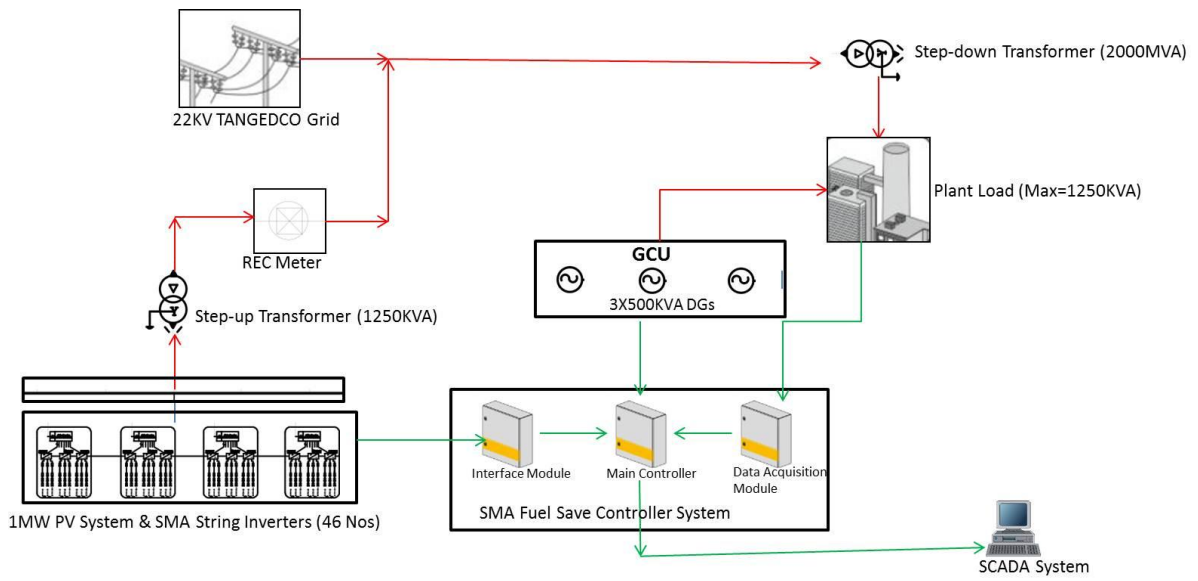 Step-down Transformer (2000MVA)
22KV TANGEDCO Grid
Plant Load (Max=1250KVA)
REC Meter
GCU
3X500KVA DGs
Step-up Transformer (1250KVA)
Interface Module
Main Controller
Data Acquisition
Module
SMA Fuel Save Controller System
1MW PV System & SMA String Inverters (46 Nos)
SCADA System